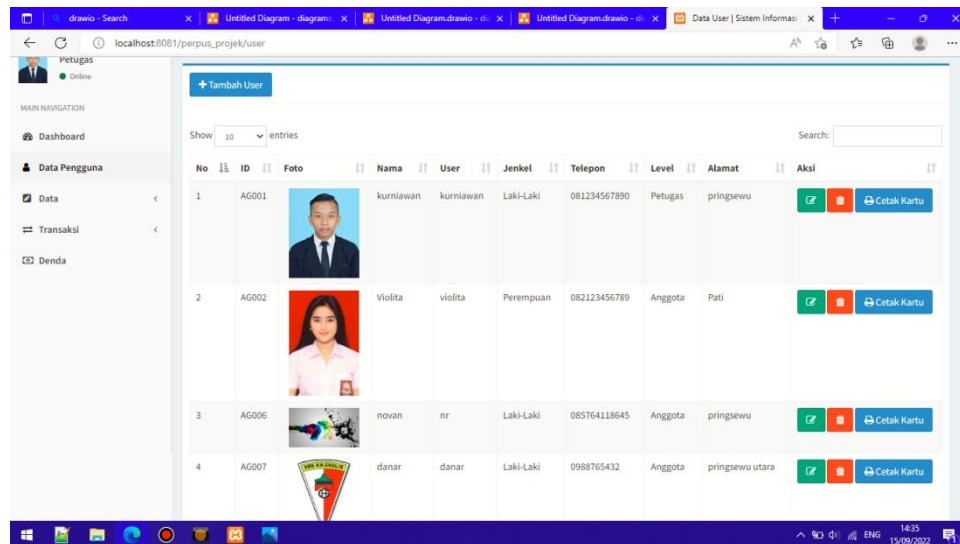 drawio - Search
Untitled Diagram - diagrams.
Untitled Diagram.drawio - di
Untitled Diagram.drawio - di
Data User | Sistem Informasi
localhost:8081/perpus_projek/user
Petugas
Online
+ Tambah User
MAIN NAVIGATION
Dashboard
Data Pengguna
Data
Transaksi
Denda
Show 10 entries
Search:
No ID Foto Nama User Jenkel Telepon Level Alamat Aksi
1 AG001 kurniawan kurniawan Laki-Laki 081234567890 Petugas pringsewu Cetak Kartu
2 AG002 Violita violita Perempuan 082123456789 Anggota Pati Cetak Kartu
3 AG006 novan nr Laki-Laki 085764118645 Anggota pringsewu Cetak Kartu
4 AG007 danar danar Laki-Laki 0988765432 Anggota pringsewu utara Cetak Kartu
ENG
14:35
15/09/2022